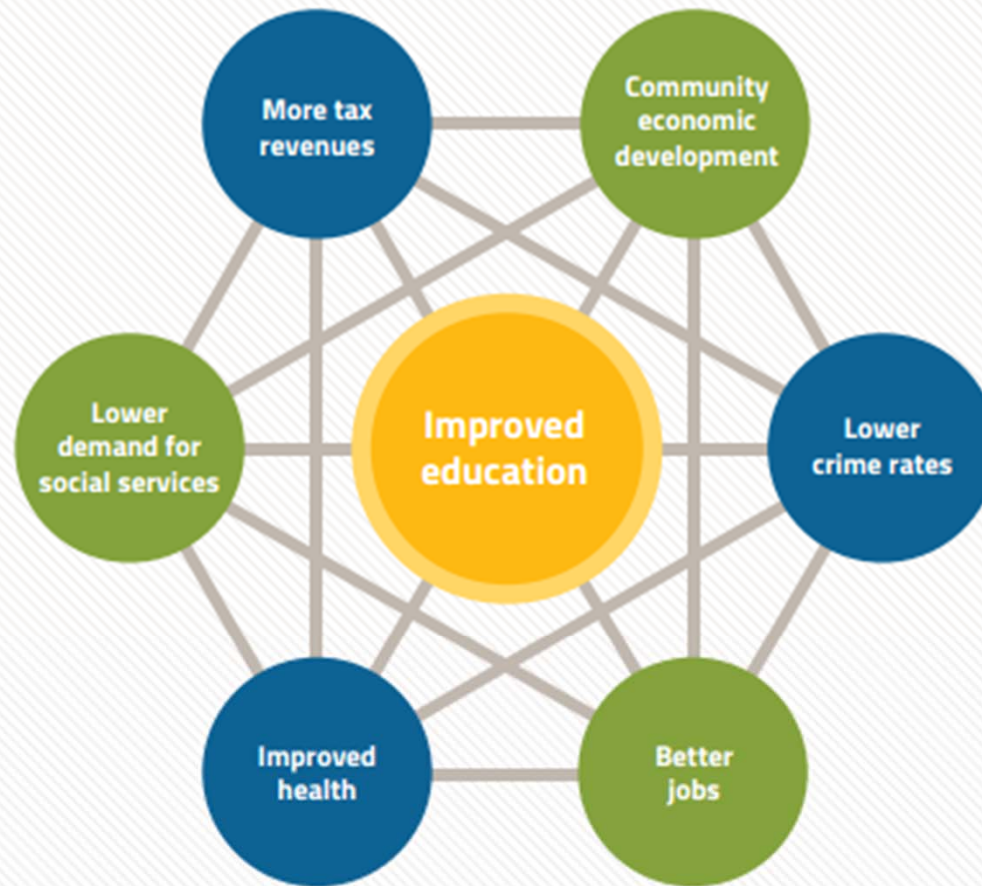 More tax
revenues
Community
economic
development
Lower
demand for
social services
Improved
education
Lower
crime rates
Improved
health
Better
jobs